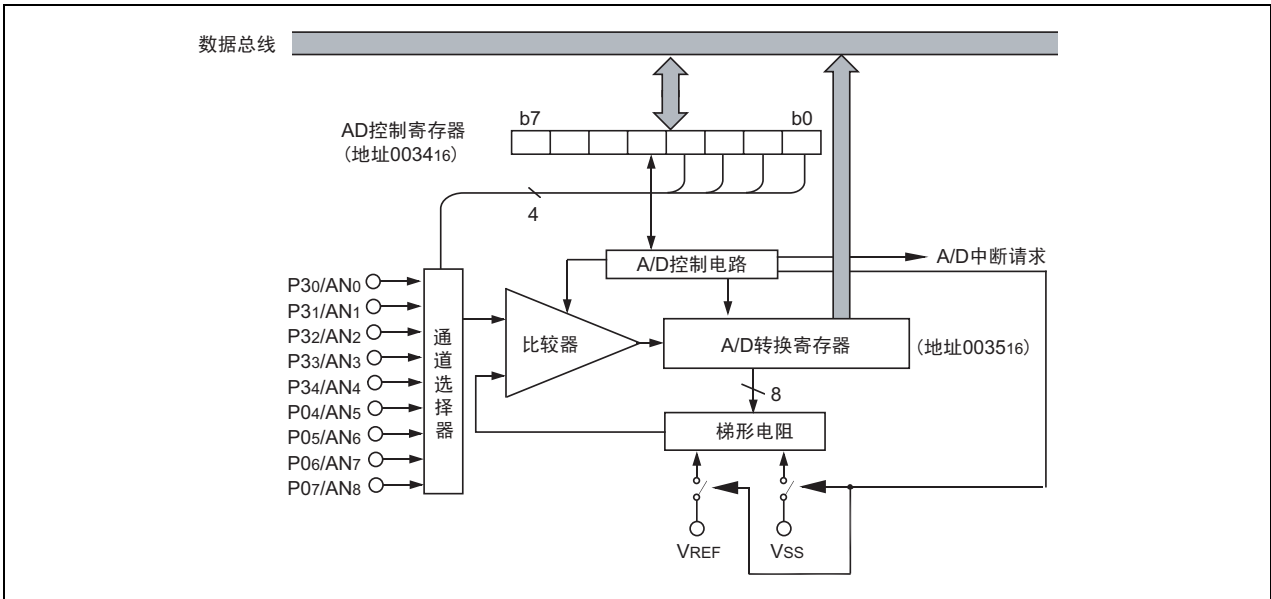 数据总线
b7
b0
AD控制寄存器
(地址003416)
4
A/D控制电路
A/D中断请求
P30/AN0
P31/AN1
P32/AN2
P33/AN3
P34/AN4
P04/AN5
P05/AN6
P06/AN7
P07/AN8
通道选择器
比较器
A/D转换寄存器
(地址003516)
8
梯形电阻
VREF
VSS